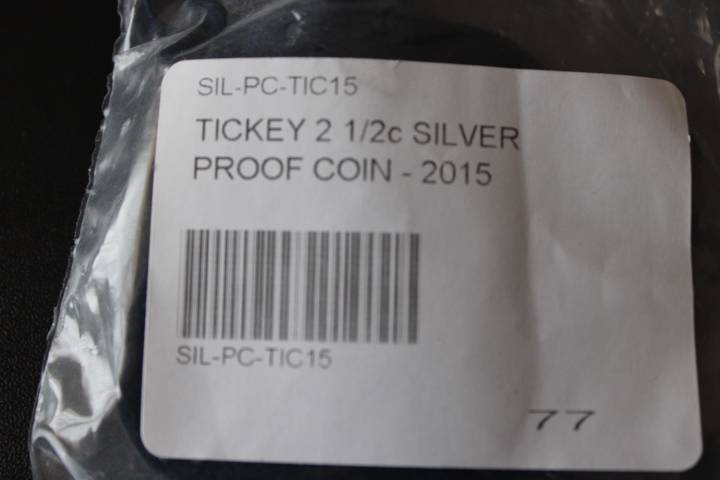 SIL-PC-TIC15
TICKEY 2 1/2c SILVER
PROOF COIN - 2015
SIL-PC-TIC15
77